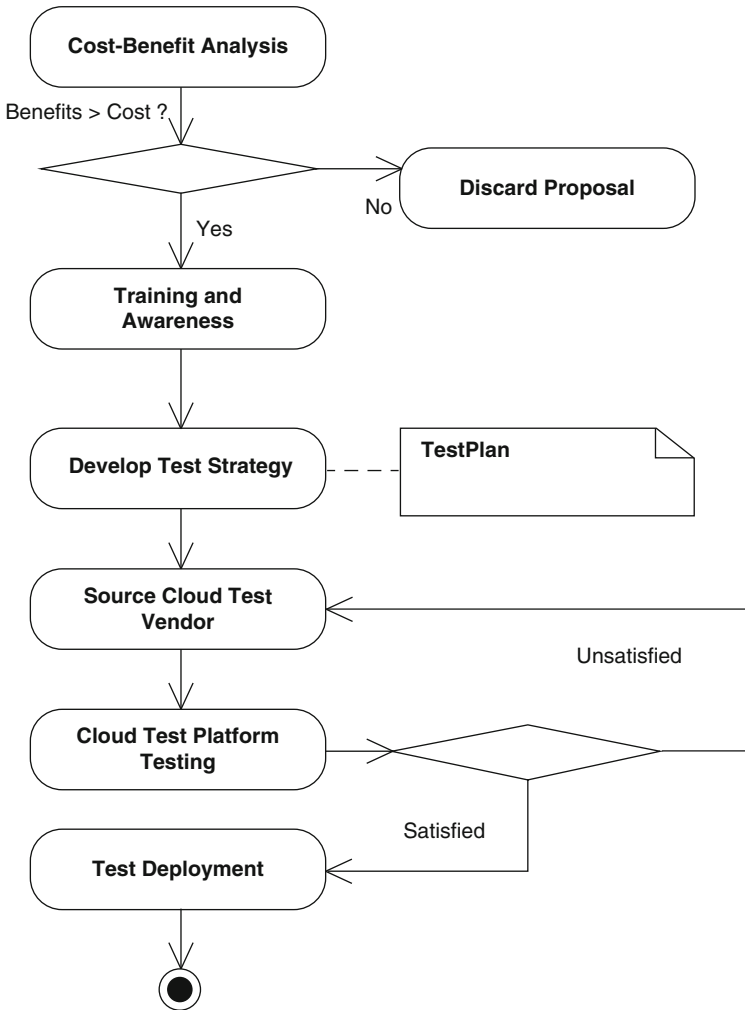 Cost-Benefit Analysis
Benefits > Cost ?
No
Discard Proposal
Yes
Training and
Awareness
Develop Test Strategy
TestPlan
Source Cloud Test
Vendor
Unsatisfied
Cloud Test Platform
Testing
Satisfied
Test Deployment